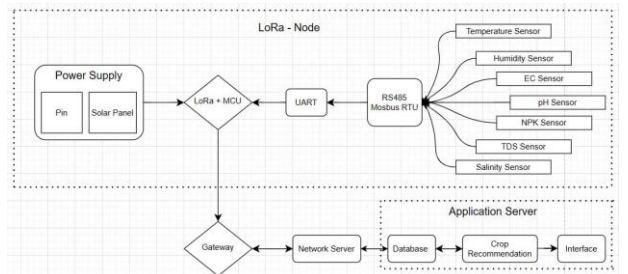 LoRa - Node
Power Supply
Pin
Solar Panel
LoRa + MCU
UART
RS485
Mosbus RTU
Temperature Sensor
Humidity Sensor
EC Sensor
pH Sensor
NPK Sensor
TDS Sensor
Salinity Sensor
Application Server
Gateway
Network Server
Database
Crop
Recommendation
Interface